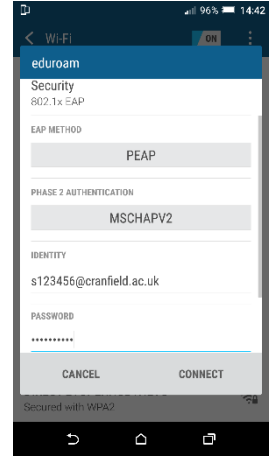 96% 14:42
Wi-Fi ON
eduroam
Security
802.1x EAP
EAP METHOD
PEAP
PHASE 2 AUTHENTICATION
MSCHAPV2
IDENTITY
s123456@cranfield.ac.uk
PASSWORD
••••••••••
CANCEL CONNECT
Secured with WPA2